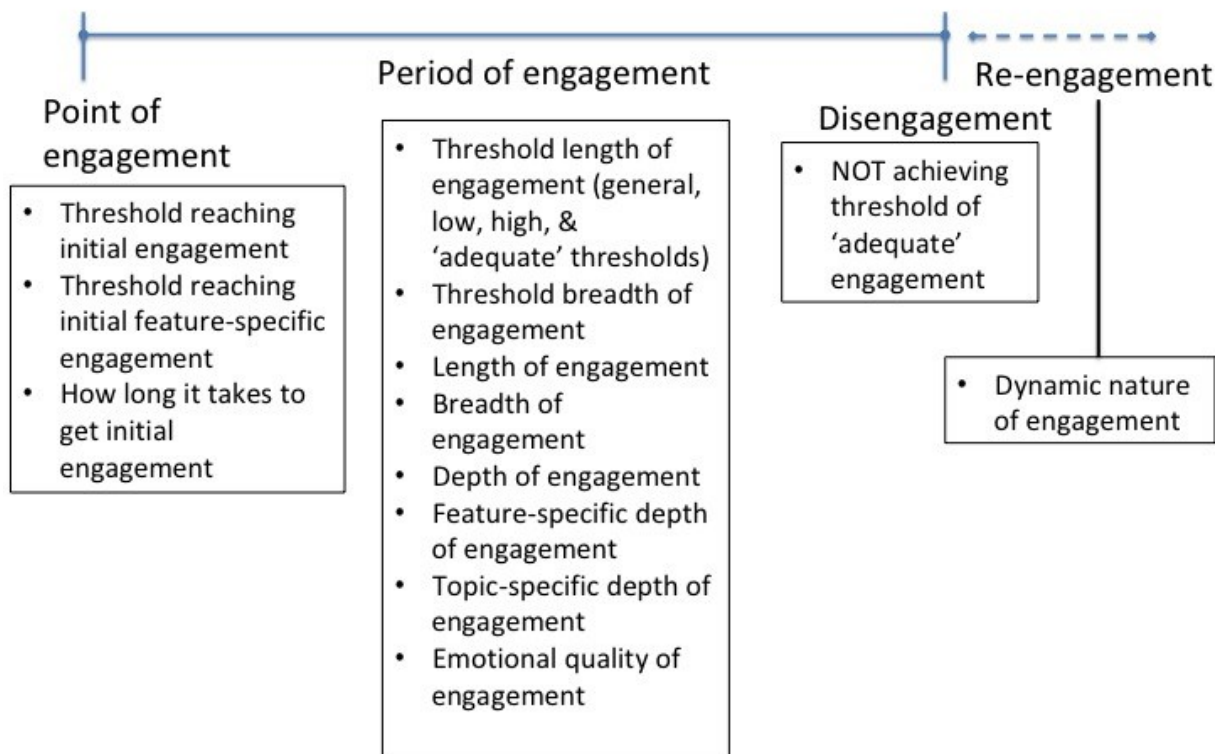 Point of
engagement
• Threshold reaching
initial engagement
• Threshold reaching
initial feature-specific
engagement
• How long it takes to
get initial
engagement
Period of engagement
• Threshold length of
engagement (general,
low, high, &
‘adequate’ thresholds)
• Threshold breadth of
engagement
• Length of engagement
• Breadth of
engagement
• Depth of engagement
• Feature-specific depth
of engagement
• Topic-specific depth of
engagement
• Emotional quality of
engagement
Disengagement
• NOT achieving
threshold of
‘adequate’
engagement
Re-engagement
• Dynamic nature
of engagement